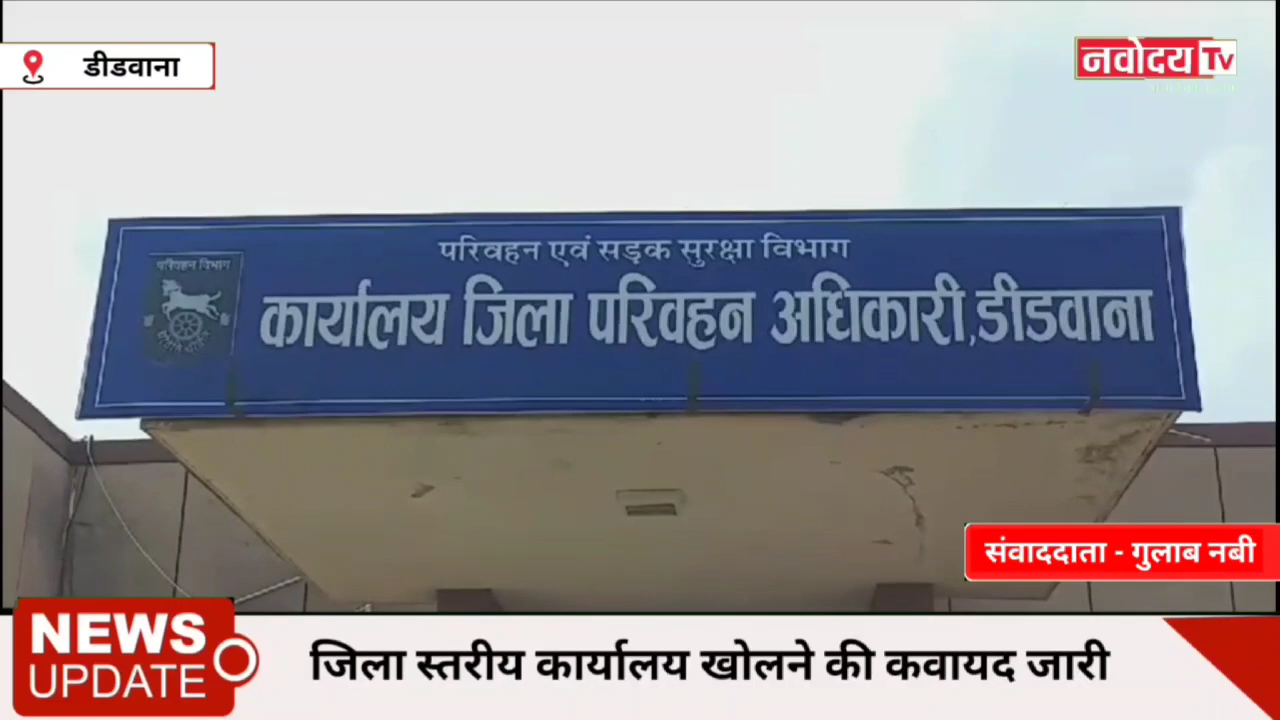 डीडवाना
नवोदय Tv
परिवहन एवं सड़क सुरक्षा विभाग
परिवहन विभाग
कार्यालय जिला परिवहन अधिकारी,डीडवाना
संवाददाता - गुलाब नबी
NEWS
UPDATE
जिला स्तरीय कार्यालय खोलने की कवायद जारी